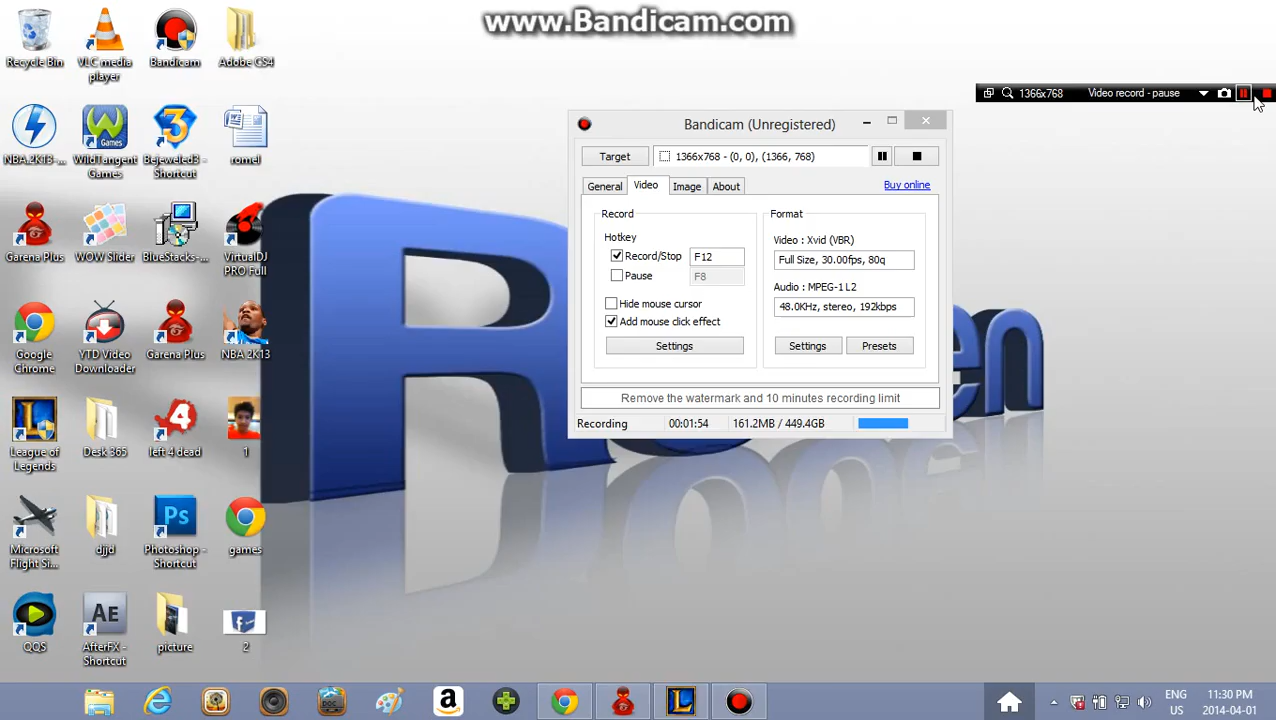 www.Bandicam.com
Recycle Bin
VLC media player
Bandicam
Adobe CS4
1366x768
Video record - pause
Bandicam (Unregistered)
Target
1366x768 - (0, 0), (1366, 768)
General
Video
Image
About
Buy online
Record
Hotkey
Record/Stop
F12
Pause
F8
Hide mouse cursor
Add mouse click effect
Settings
Format
Video : Xvid (VBR)
Full Size, 30.00fps, 80q
Audio : MPEG-1 L2
48.0KHz, stereo, 192kbps
Settings
Presets
Remove the watermark and 10 minutes recording limit
Recording
00:01:54
161.2MB / 449.4GB
NBA.2K13-...
WildTangent Games
Bejeweled3 - Shortcut
romel
Garena Plus
WOW Slider
BlueStacks-...
VirtualDJ PRO Full
Google Chrome
YTD Video Downloader
Garena Plus
NBA 2K13
League of Legends
Desk 365
left 4 dead
1
Microsoft Flight Si...
djjd
Photoshop - Shortcut
games
QQS
AfterFX - Shortcut
picture
2
ENG
US
11:30 PM
2014-04-01